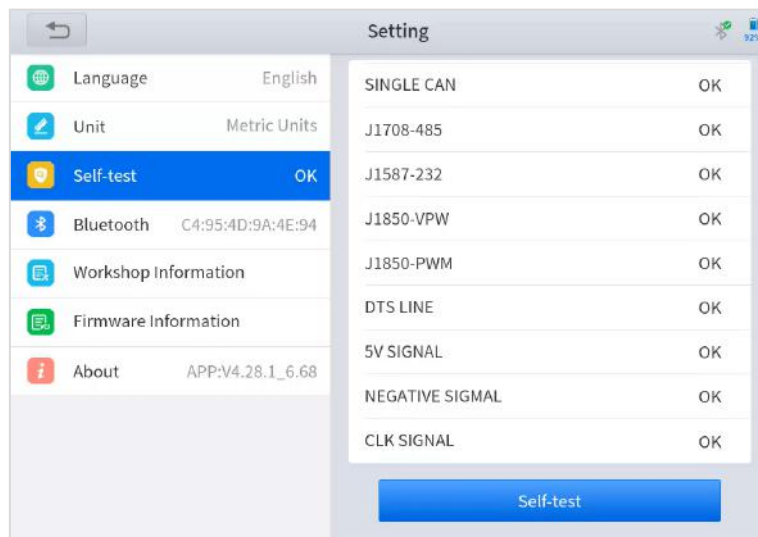 Setting
92%
Language English
Unit Metric Units
Self-test OK
Bluetooth C4:95:4D:9A:4E:94
Workshop Information
Firmware Information
About APP:V4.28.1_6.68
SINGLE CAN OK
J1708-485 OK
J1587-232 OK
J1850-VPW OK
J1850-PWM OK
DTS LINE OK
5V SIGNAL OK
NEGATIVE SIGMAL OK
CLK SIGNAL OK
Self-test